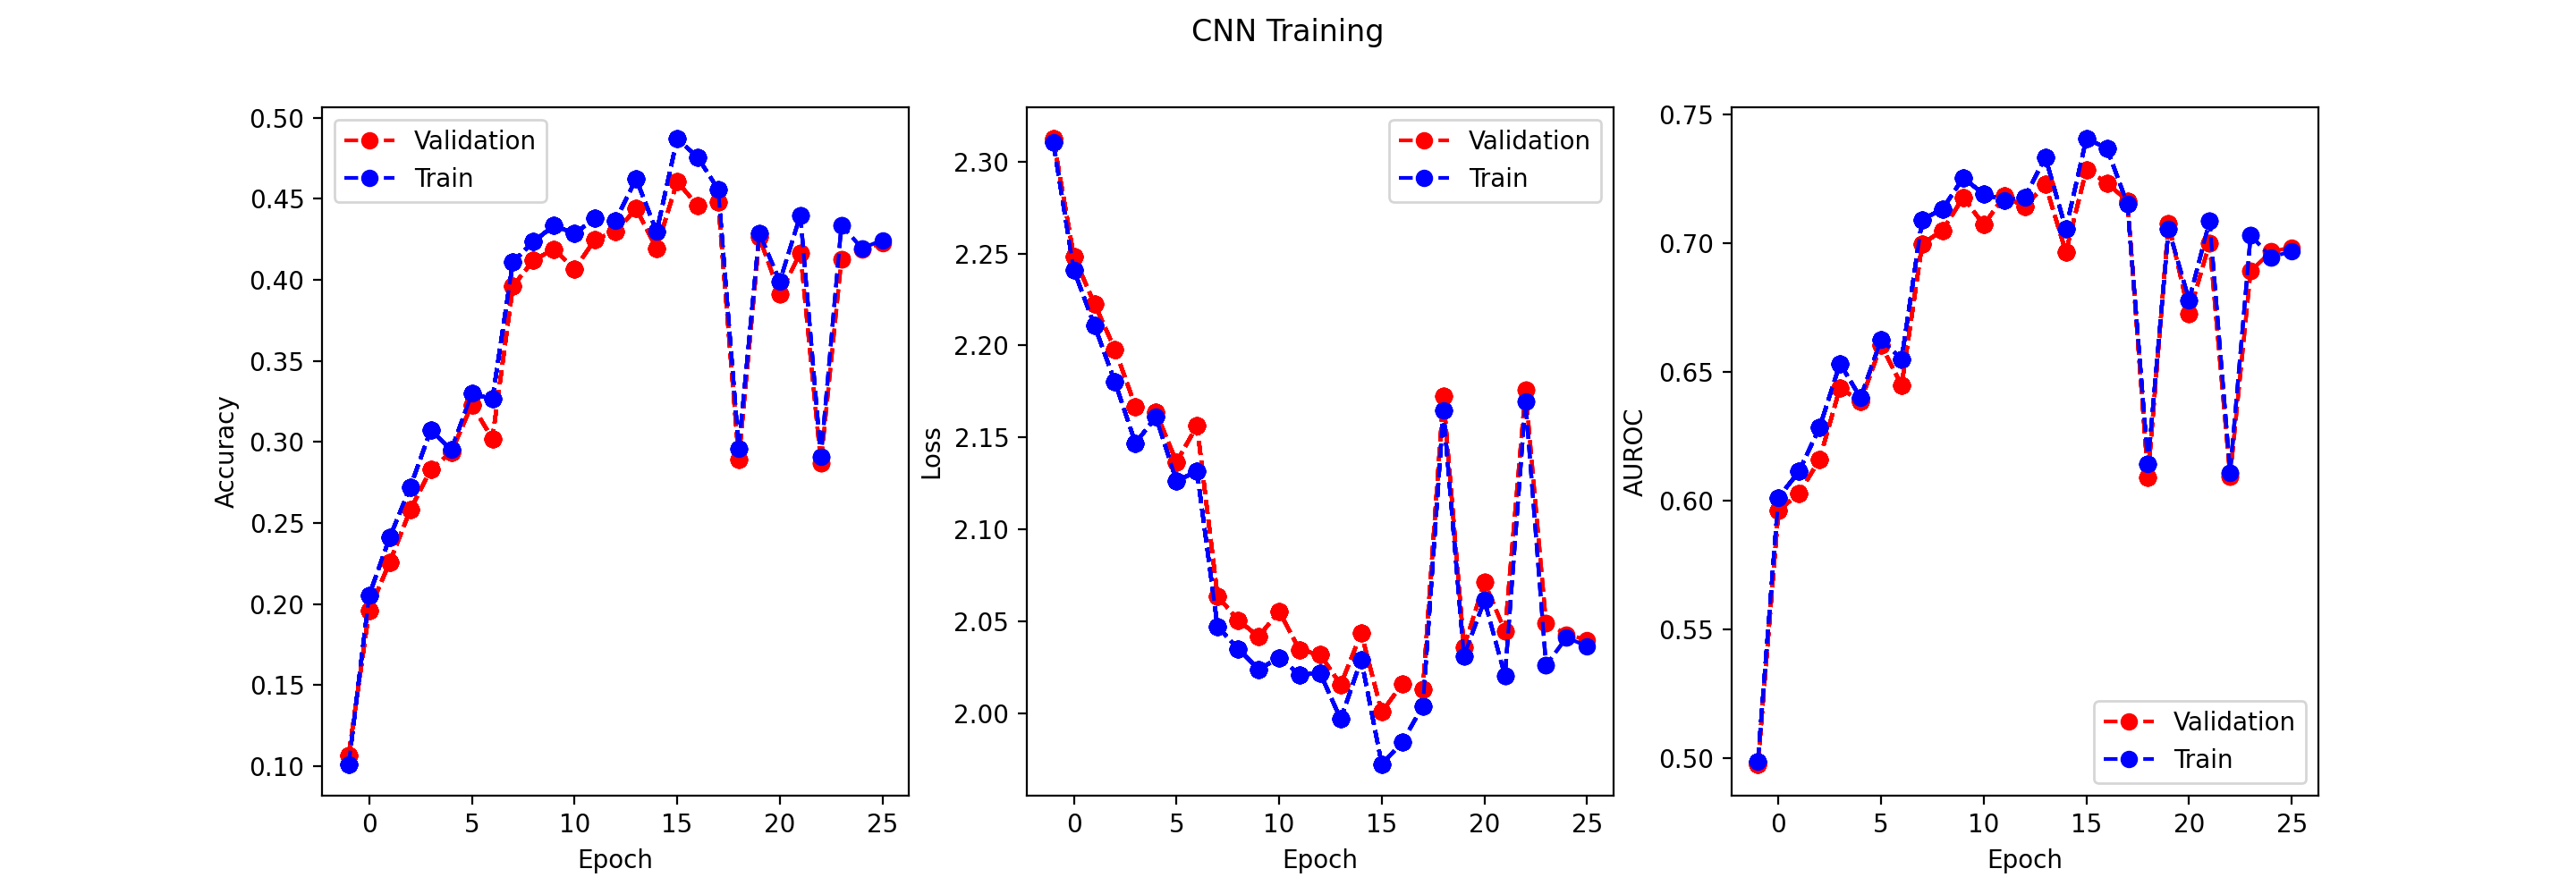 CNN Training
0.50
0.45
0.40
0.35
0.30
0.25
0.20
0.15
0.10
Accuracy
Validation
Train
0 5 10 15 20 25
Epoch
2.30
2.25
2.20
2.15
2.10
2.05
2.00
Loss
Validation
Train
0 5 10 15 20 25
Epoch
0.75
0.70
0.65
0.60
0.55
0.50
AUROC
Validation
Train
0 5 10 15 20 25
Epoch